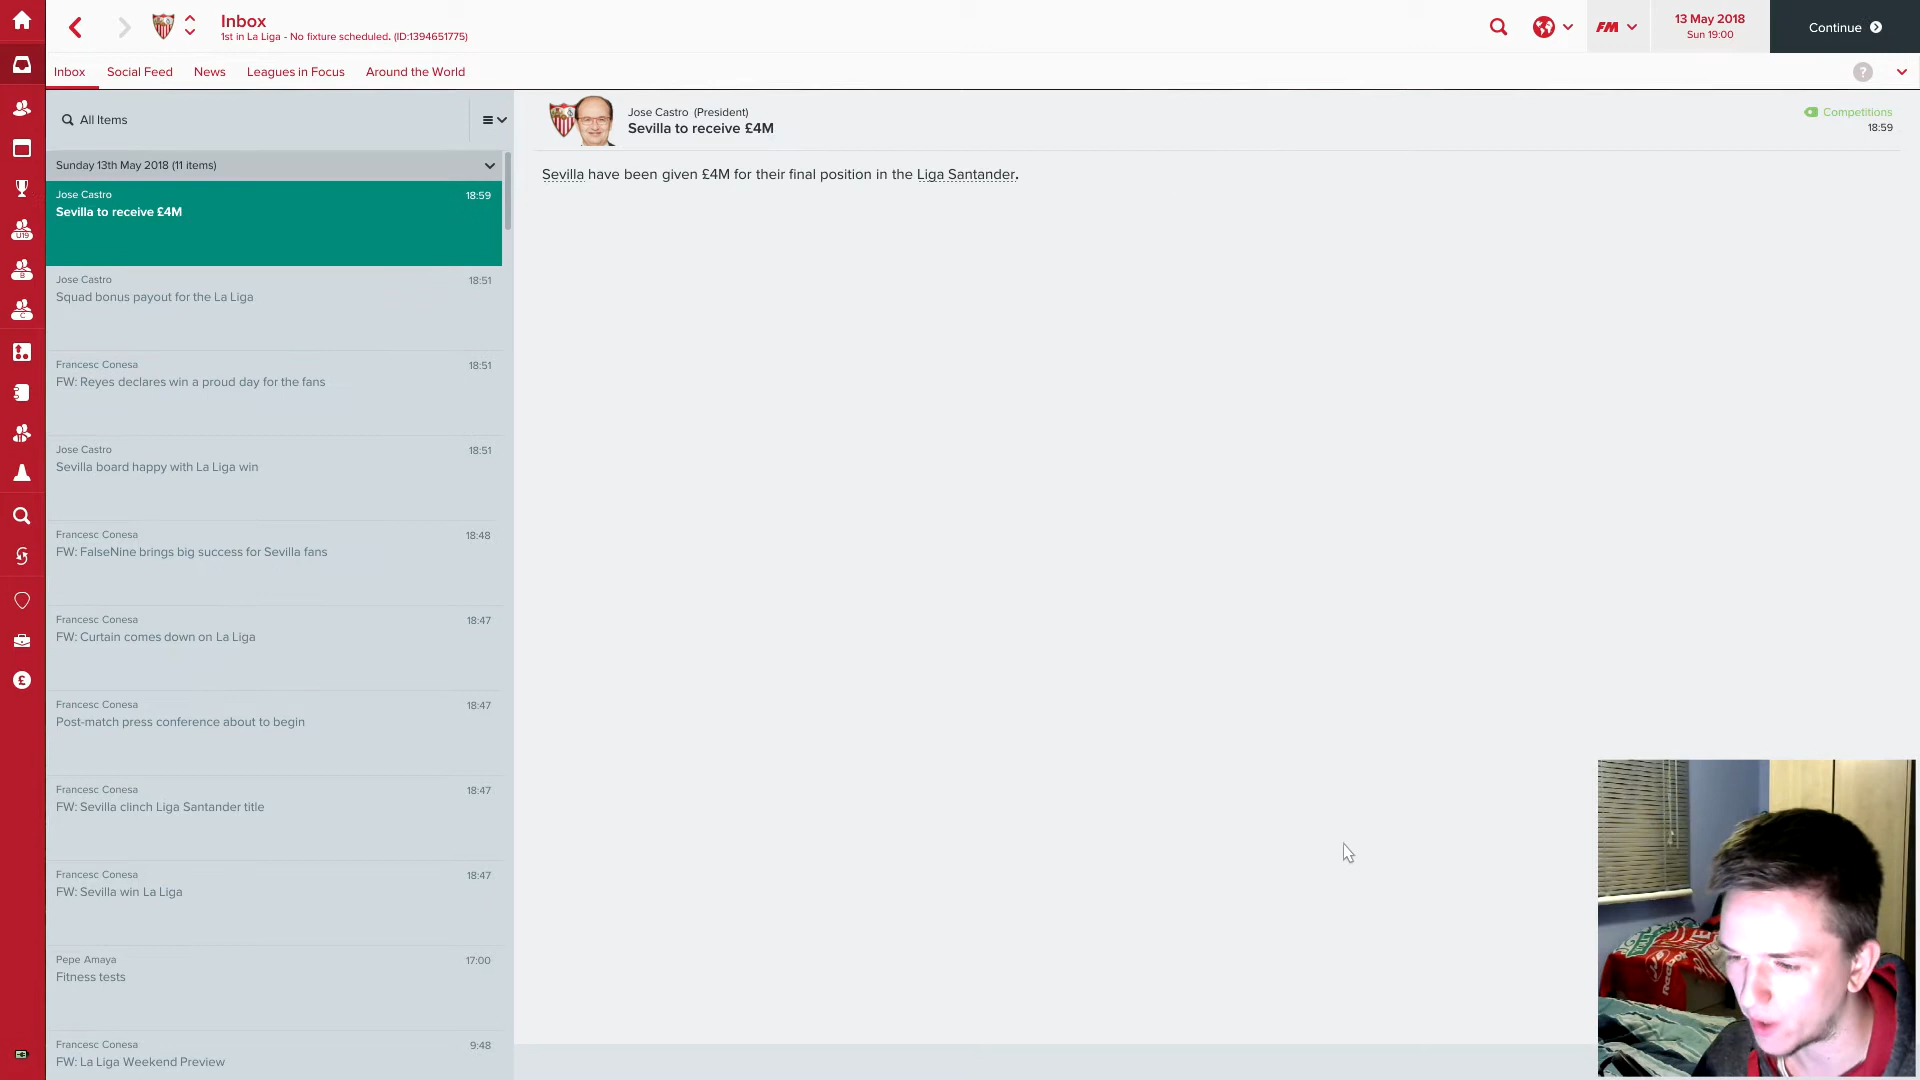 Inbox
1st in La Liga - No fixture scheduled. (ID:1394651775)
FM
13 May 2018
Sun 19:00
Continue
Inbox
Social Feed
News
Leagues in Focus
Around the World
?
All Items
Sunday 13th May 2018 (11 items)
Jose Castro 18:59
Sevilla to receive £4M
Jose Castro 18:51
Squad bonus payout for the La Liga
Francesc Conesa 18:51
FW: Reyes declares win a proud day for the fans
Jose Castro 18:51
Sevilla board happy with La Liga win
Francesc Conesa 18:48
FW: FalseNine brings big success for Sevilla fans
Francesc Conesa 18:47
FW: Curtain comes down on La Liga
Francesc Conesa 18:47
Post-match press conference about to begin
Francesc Conesa 18:47
FW: Sevilla clinch Liga Santander title
Francesc Conesa 18:47
FW: Sevilla win La Liga
Pepe Amaya 17:00
Fitness tests
Francesc Conesa 9:48
FW: La Liga Weekend Preview
Jose Castro (President)
Sevilla to receive £4M
Competitions
18:59
Sevilla have been given £4M for their final position in the Liga Santander.
U19
B
C
£
Reebok